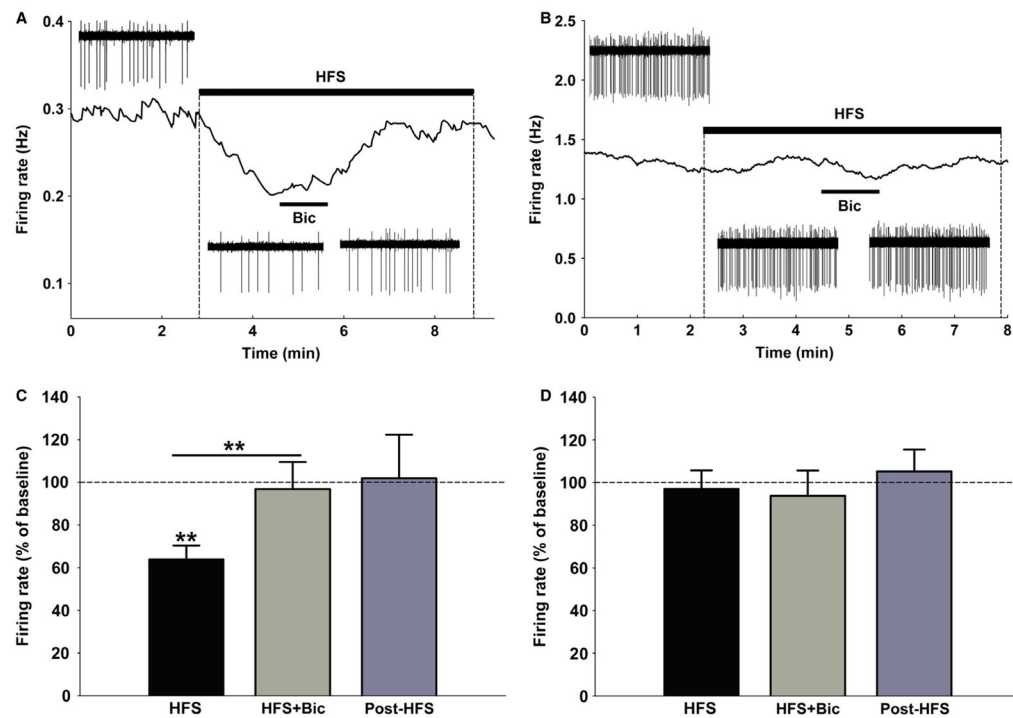 A
Firing rate (Hz)
0.4
0.3
0.2
0.1
HFS
Bic
0
2
4
6
8
Time (min)
B
Firing rate (Hz)
2.5
2.0
1.5
1.0
0.5
0.0
HFS
Bic
0
1
2
3
4
5
6
7
8
Time (min)
C
Firing rate (% of baseline)
140
120
100
80
60
40
20
0
**
**
HFS
HFS+Bic
Post-HFS
D
Firing rate (% of baseline)
140
120
100
80
60
40
20
0
HFS
HFS+Bic
Post-HFS